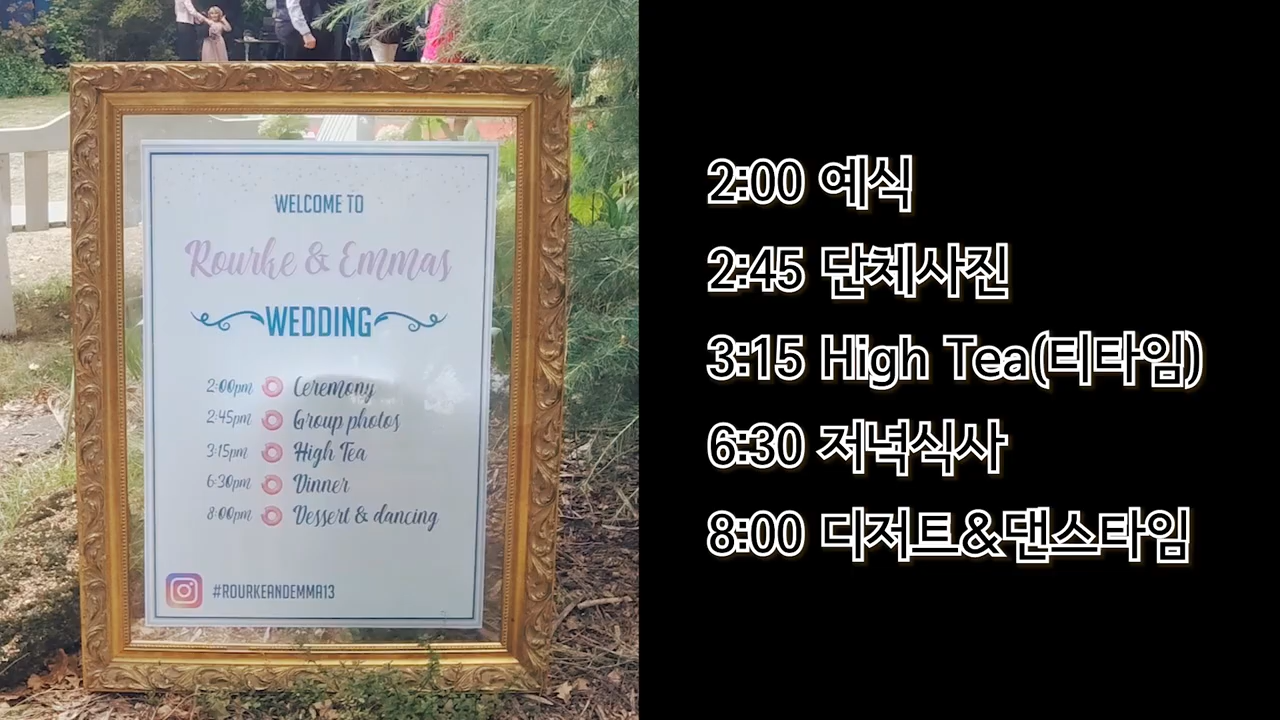 WELCOME TO
Rourke & Emmas
WEDDING
2:00pm Ceremony
2:45pm Group photos
3:15pm High Tea
6:30pm Dinner
8:00pm Dessert & dancing
#ROURKEANDEMMA13
2:00 예식
2:45 단체사진
3:15 High Tea(티타임)
6:30 저녁식사
8:00 디저트&댄스타임